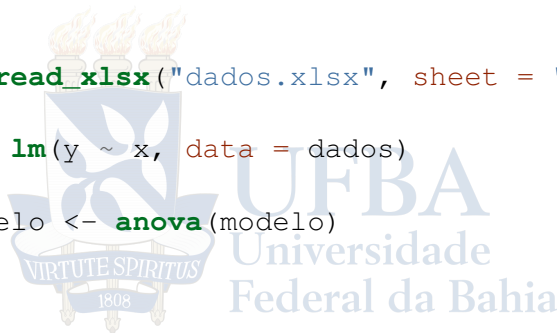 read_xlsx("dados.xlsx", sheet = "
lm(y ~ x, data = dados)
elo <- anova(modelo)
UFBA
Universidade
Federal da Bahia
VIRTUTE SPIRITUS
1808